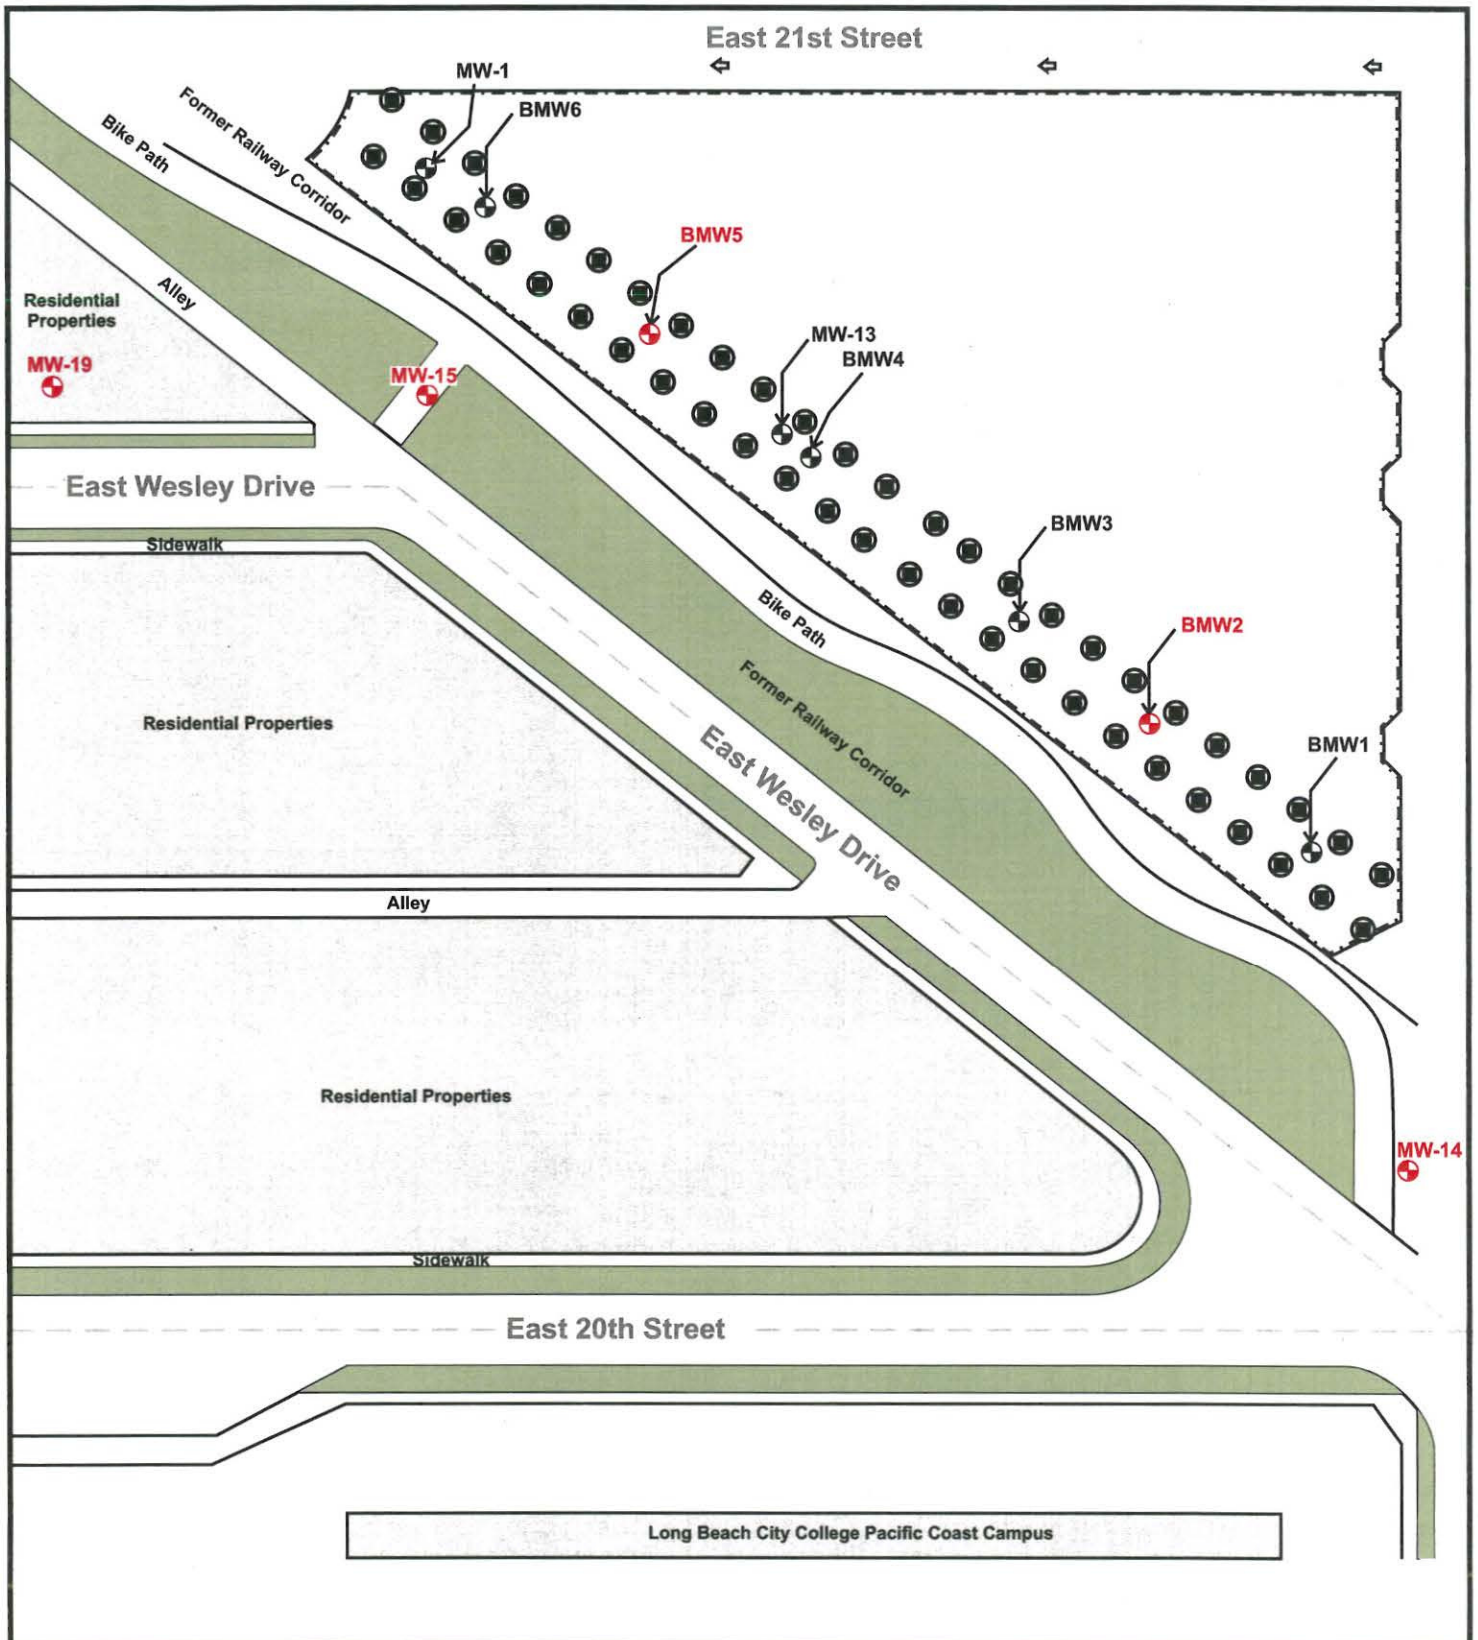 East 21st Street
MW-1
BMW6
Former Railway Corridor
Bike Path
BMW5
Alley
Residential
Properties
MW-19
MW-15
MW-13
BMW4
East Wesley Drive
BMW3
Sidewalk
Bike Path
BMW2
Former Railway Corridor
Residential Properties
East Wesley Drive
BMW1
Alley
Residential Properties
MW-14
Sidewalk
East 20th Street
Long Beach City College Pacific Coast Campus